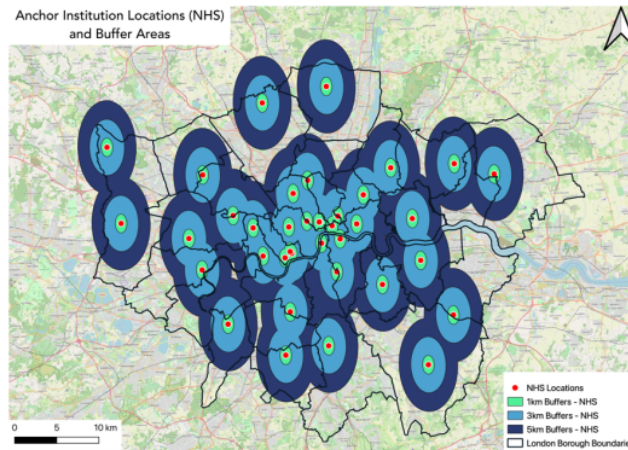 Anchor Institution Locations (NHS)
and Buffer Areas
NHS Locations
1km Buffers - NHS
3km Buffers - NHS
5km Buffers - NHS
London Borough Boundarie
0 5 10 km